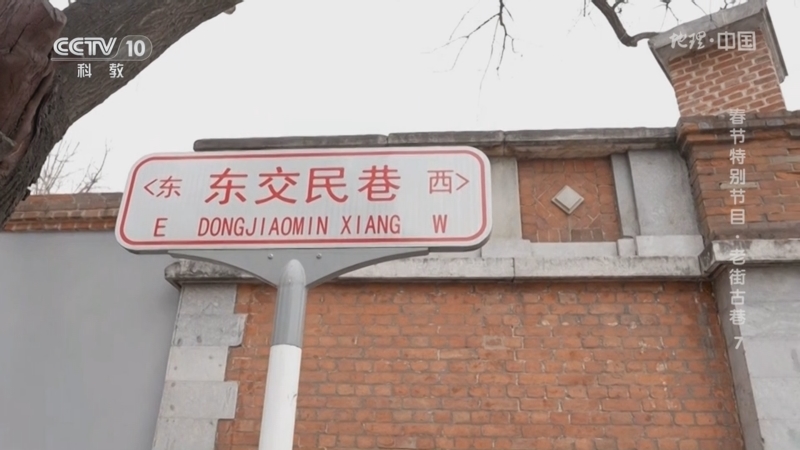 CCTV 10
科教
地理·中国
春节特别节目·老街古巷 7
<东 东交民巷 西>
E DONGJIAOMIN XIANG W